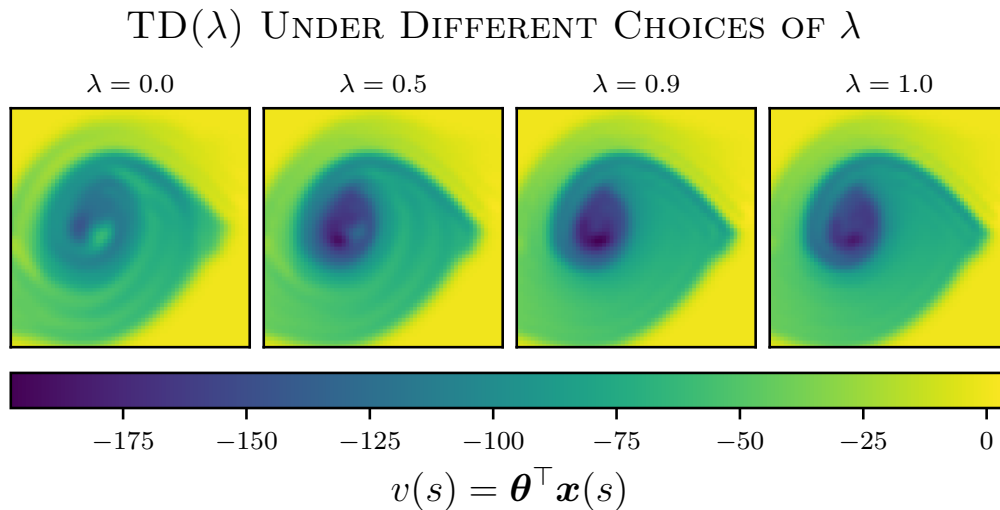 TD(λ) Under Different Choices of λ
λ = 0.0 λ = 0.5 λ = 0.9 λ = 1.0
−175 −150 −125 −100 −75 −50 −25 0
v(s) = θ⊤x(s)